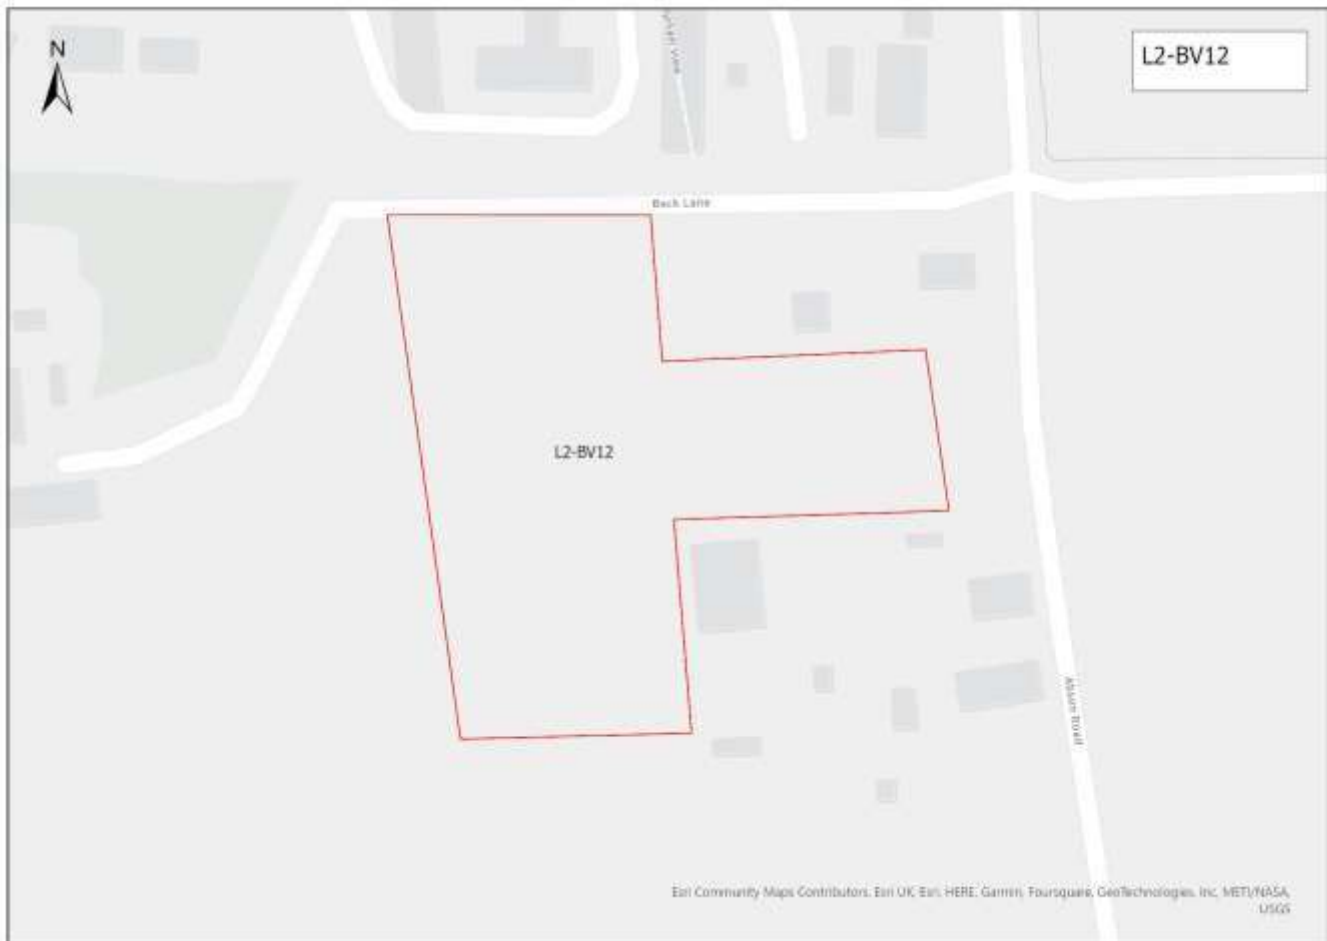 N
L2-BV12
Back Lane
L2-BV12
Road
Esri Community Maps Contributors, Esri UK, Esri, HERE, Garmin, Foursquare, GeoTechnologies, Inc, METI/NASA,
USGS